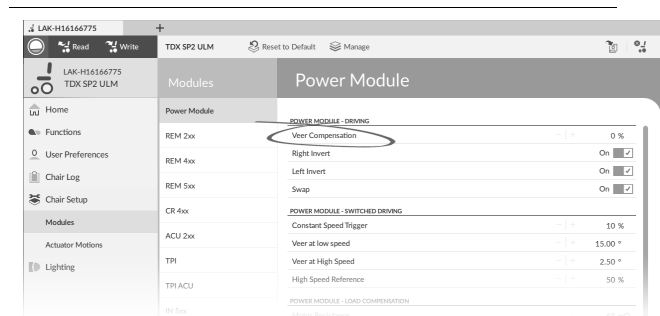 LAK-H16166775 +
Read Write TDX SP2 ULM Reset to Default Manage
LAK-H16166775
TDX SP2 ULM
Modules
Power Module
Home
Functions
User Preferences
Chair Log
Chair Setup
Modules
Actuator Motions
Lighting
Power Module
REM 2xx
REM 4xx
REM 5xx
CR 4xx
ACU 2xx
TPI
TPI ACU
IN 5xx
POWER MODULE - DRIVING
Veer Compensation - + 0 %
Right Invert On
Left Invert On
Swap On
POWER MODULE - SWITCHED DRIVING
Constant Speed Trigger - + 10 %
Veer at low speed - + 15.00 °
Veer at High Speed - + 2.50 °
High Speed Reference - + 50 %
POWER MODULE - LOAD COMPENSATION